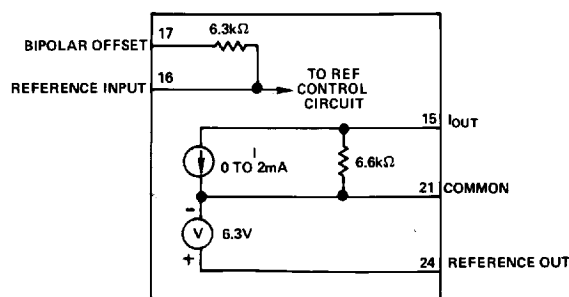 17
6.3kΩ
BIPOLAR OFFSET
16
REFERENCE INPUT
TO REF
CONTROL
CIRCUIT
15
IOUT
I
0 TO 2mA
6.6kΩ
21
COMMON
-
V
6.3V
+
24
REFERENCE OUT